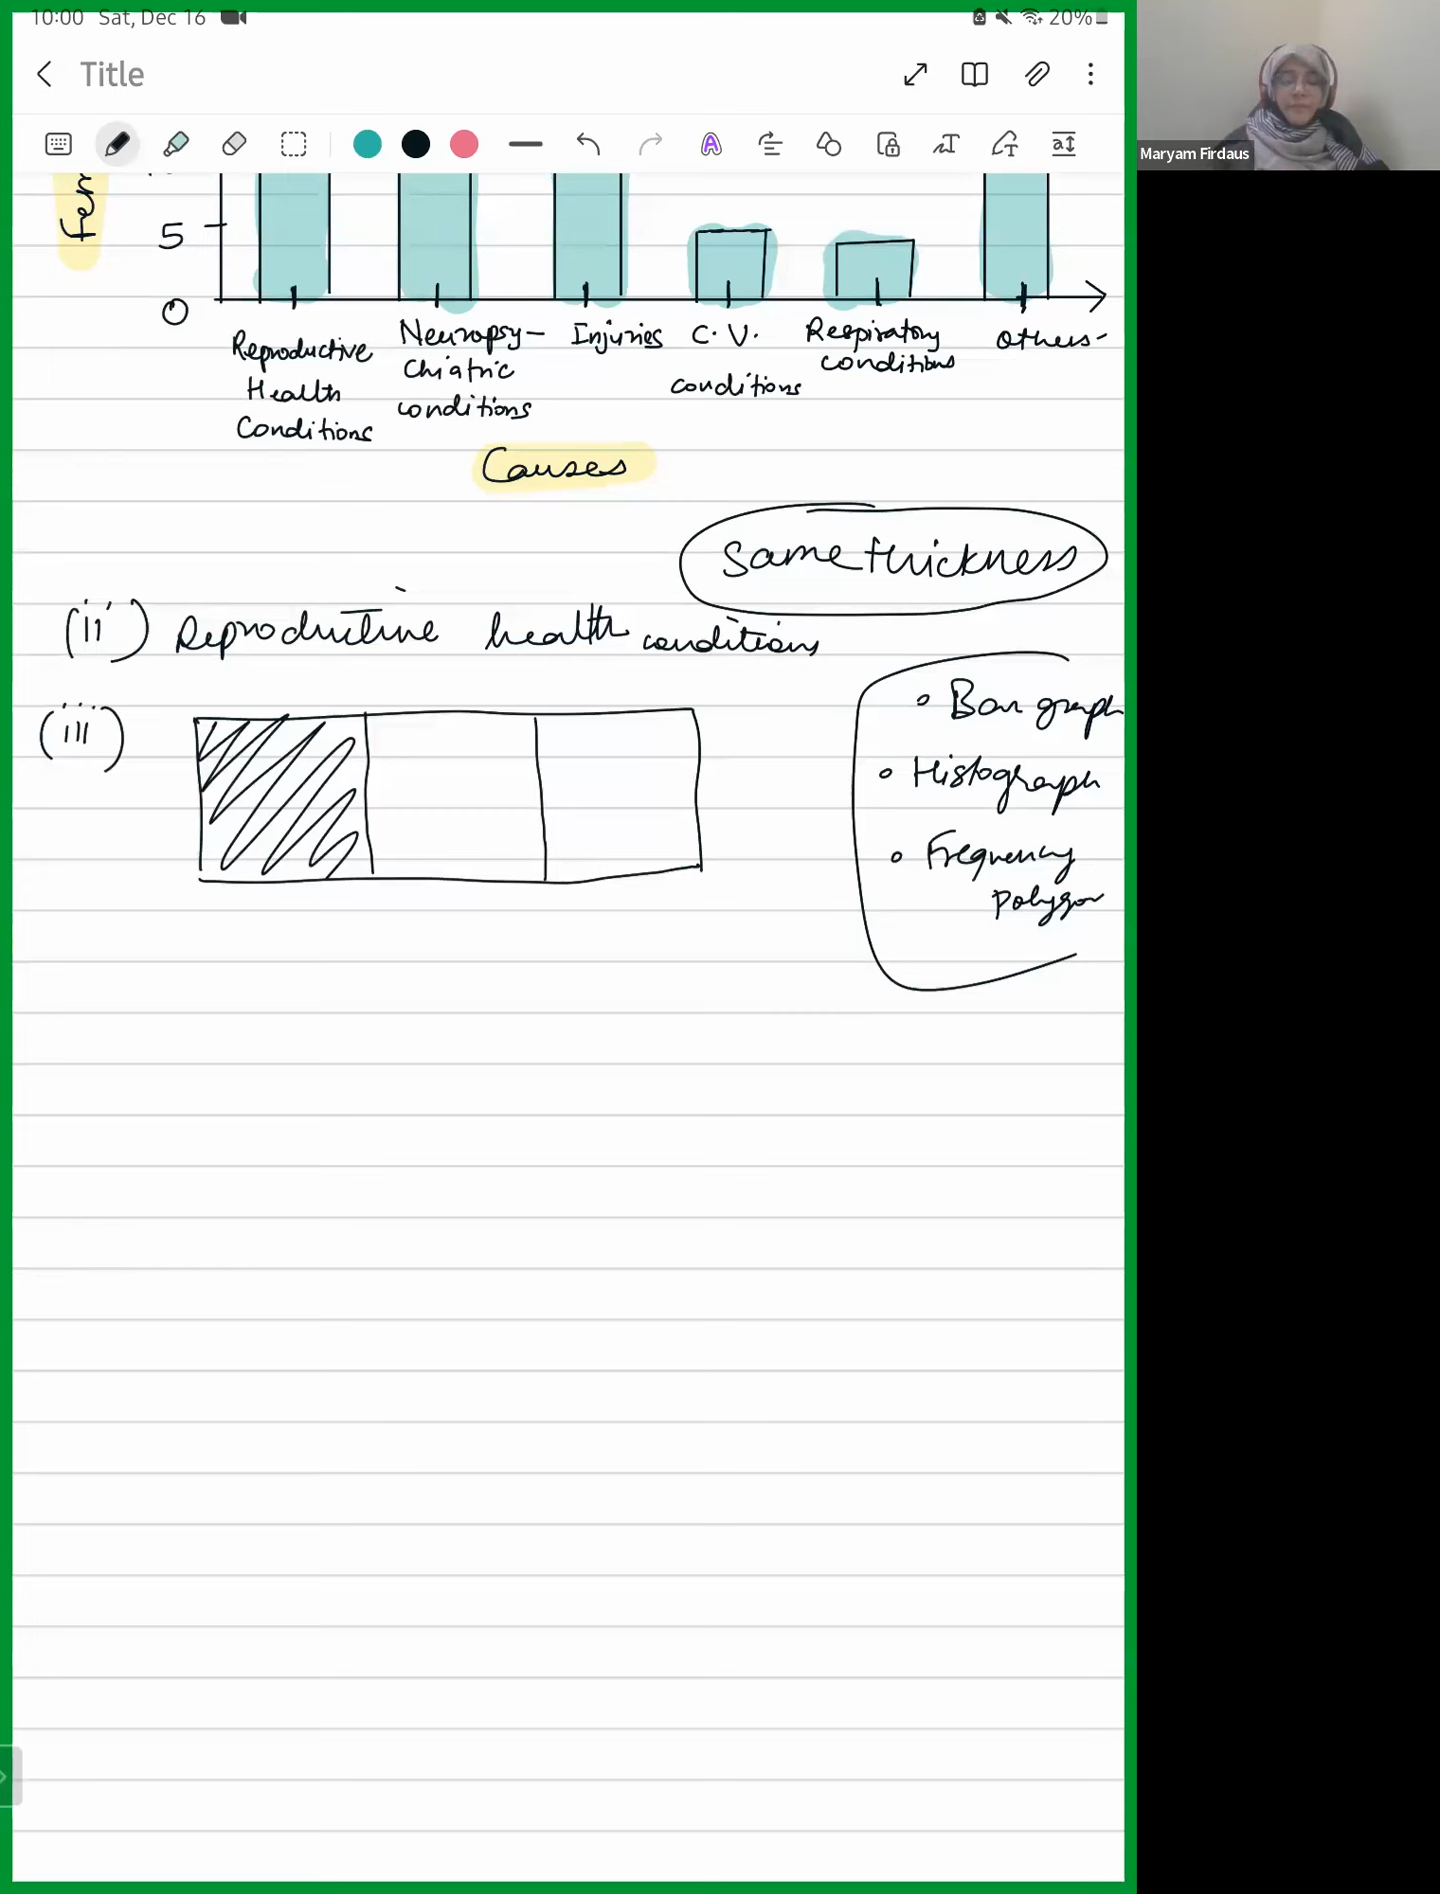 10:00 Sat, Dec 16
20%
Title
Maryam Firdaus
5
0
Reproductive
Health
Conditions
Neuropsy-
chiatric
conditions
Injuries
C.V.
conditions
Respiratory
conditions
others-
Causes
Same thickness
(ii) Reproductive health conditions
(iii)
• Bar graph
• Histograph
• Frequency
polygon